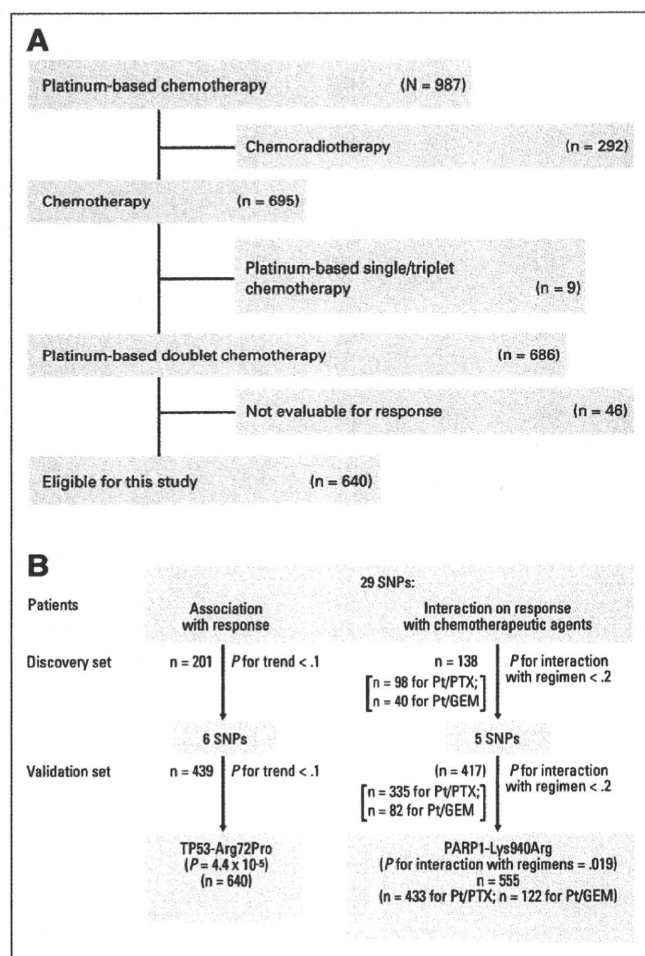 A
Platinum-based chemotherapy (N = 987)
Chemoradiotherapy (n = 292)
Chemotherapy (n = 695)
Platinum-based single/triplet
chemotherapy (n = 9)
Platinum-based doublet chemotherapy (n = 686)
Not evaluable for response (n = 46)
Eligible for this study (n = 640)
B
29 SNPs:
Patients
Association
with response
Interaction on response
with chemotherapeutic agents
Discovery set
n = 201 P for trend < .1
n = 138
[n = 98 for Pt/PTX;
n = 40 for Pt/GEM]
P for interaction
with regimen < .2
6 SNPs
5 SNPs
Validation set
n = 439 P for trend < .1
(n = 417)
[n = 335 for Pt/PTX;
n = 82 for Pt/GEM]
P for interaction
with regimen < .2
TP53-Arg72Pro
(P = 4.4 x 10-5)
(n = 640)
PARP1-Lys940Arg
(P for interaction with regimens = .019)
n = 555
(n = 433 for Pt/PTX; n = 122 for Pt/GEM)